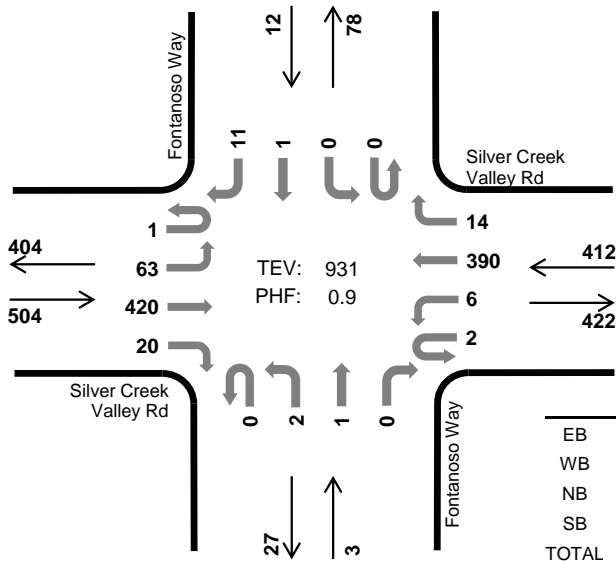 12
78
Fontanoso Way
11
1
0
0
Silver Creek
Valley Rd
1
14
404
63
TEV: 931
PHF: 0.9
390
412
504
420
6
422
20
2
Silver Creek
Valley Rd
0
2
1
0
Fontanoso Way
27
3
EB
WB
NB
SB
TOTAL